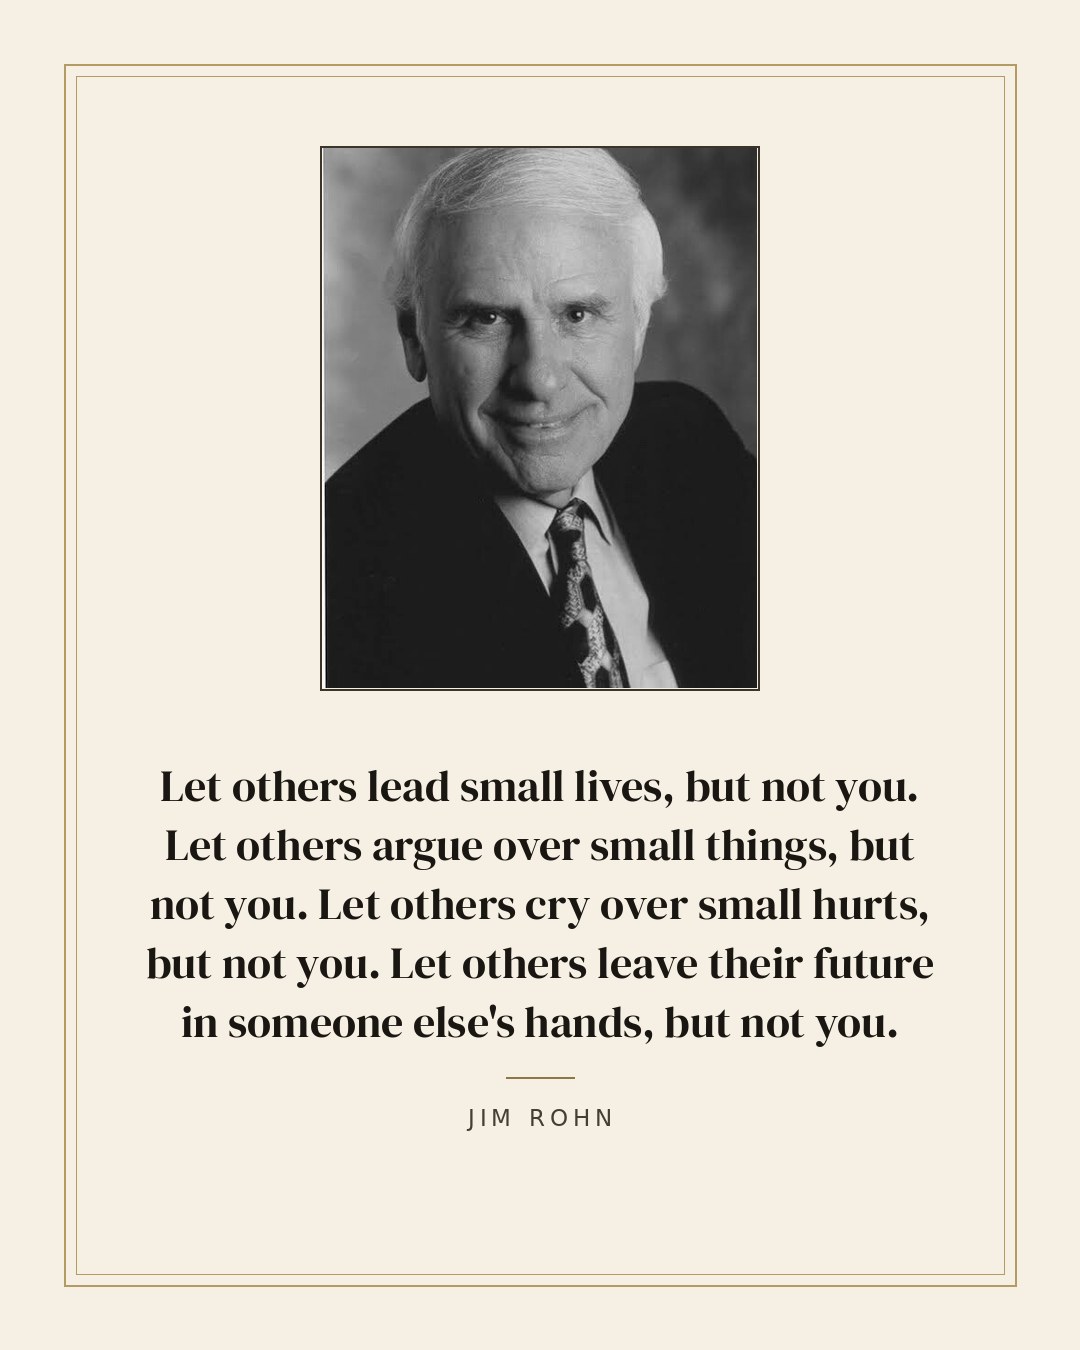 Let others lead small lives, but not you.
Let others argue over small things, but
not you. Let others cry over small hurts,
but not you. Let others leave their future
in someone else's hands, but not you.
JIM ROHN